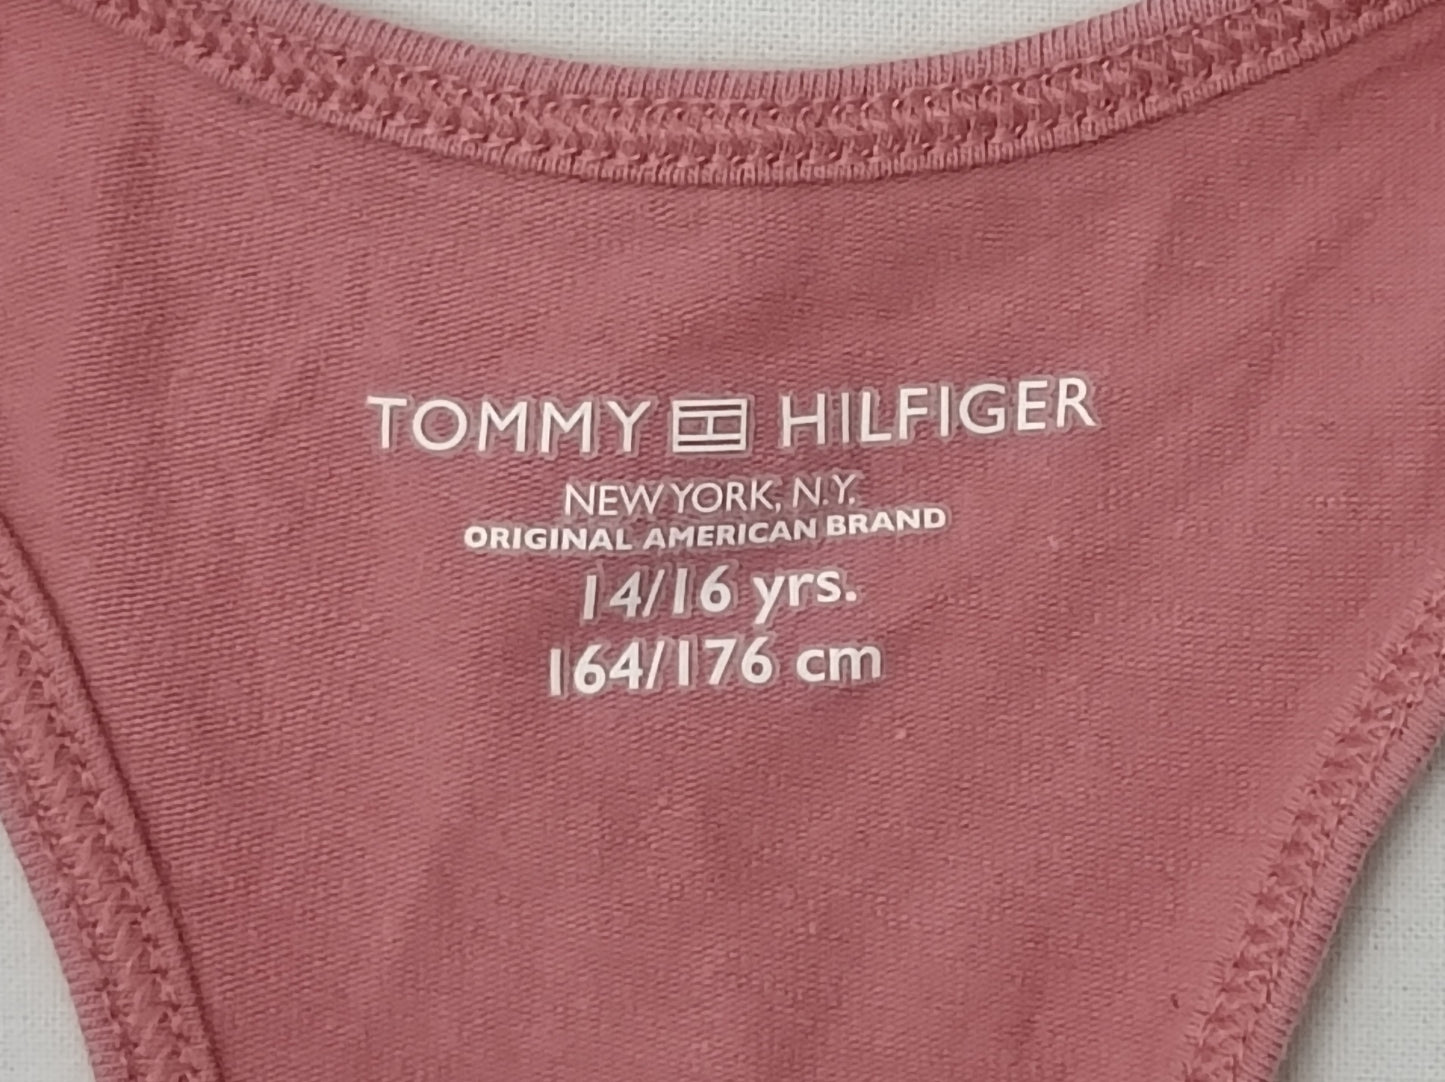 TOMMY HILFIGER
NEW YORK, N.Y.
ORIGINAL AMERICAN BRAND
14/16 yrs.
164/176 cm